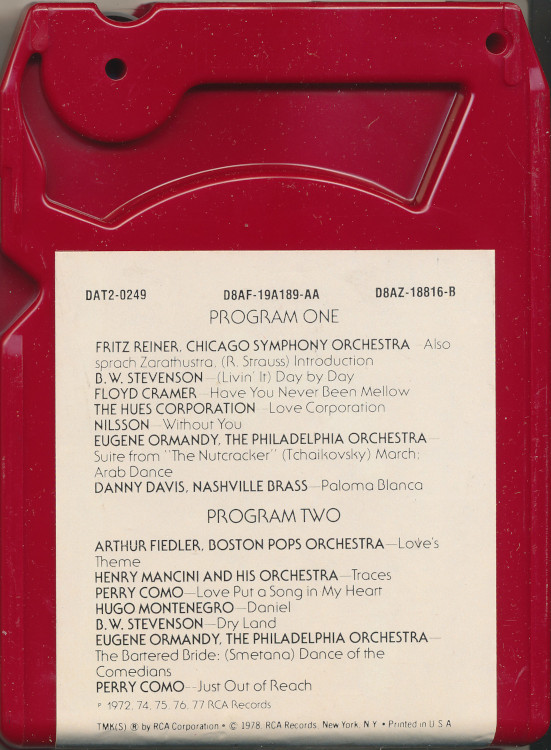 DAT2-0249 D8AF-19A189-AA D8AZ-18816-B
PROGRAM ONE
FRITZ REINER, CHICAGO SYMPHONY ORCHESTRA—Also
sprach Zarathustra, (R. Strauss) Introduction
B.W. STEVENSON—(Livin' It) Day by Day
FLOYD CRAMER—Have You Never Been Mellow
THE HUES CORPORATION—Love Corporation
NILSSON—Without You
EUGENE ORMANDY, THE PHILADELPHIA ORCHESTRA—
Suite from "The Nutcracker" (Tchaikovsky) March;
Arab Dance
DANNY DAVIS, NASHVILLE BRASS—Paloma Blanca
PROGRAM TWO
ARTHUR FIEDLER, BOSTON POPS ORCHESTRA—Love's
Theme
HENRY MANCINI AND HIS ORCHESTRA—Traces
PERRY COMO—Love Put a Song in My Heart
HUGO MONTENEGRO—Daniel
B.W. STEVENSON—Dry Land
EUGENE ORMANDY, THE PHILADELPHIA ORCHESTRA—
The Bartered Bride: (Smetana) Dance of the
Comedians
PERRY COMO—Just Out of Reach
℗ 1972, 74, 75, 76, 77 RCA Records
TMK(S) ® by RCA Corporation • © 1978, RCA Records, New York, N.Y. • Printed in U.S.A.